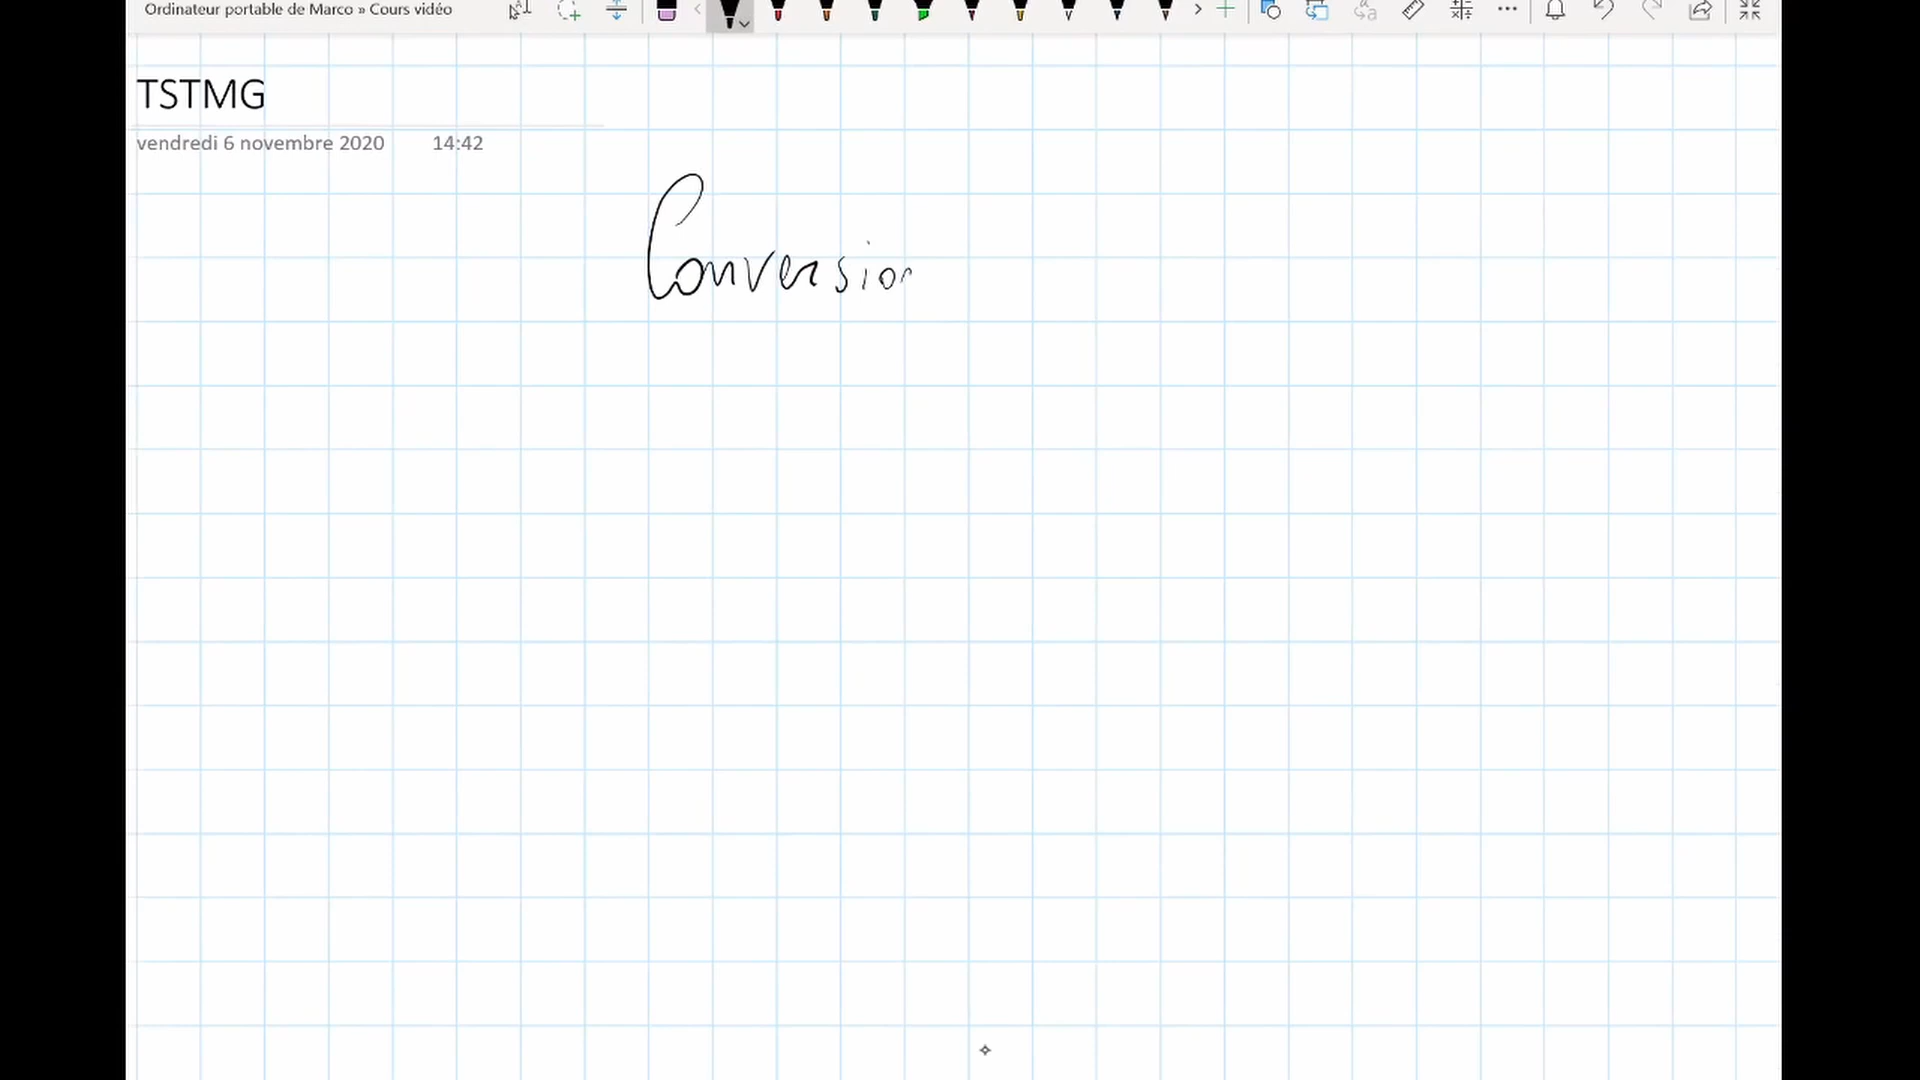 Ordinateur portable de Marco » Cours vidéo
TSTMG
vendredi 6 novembre 2020 14:42
Conversion